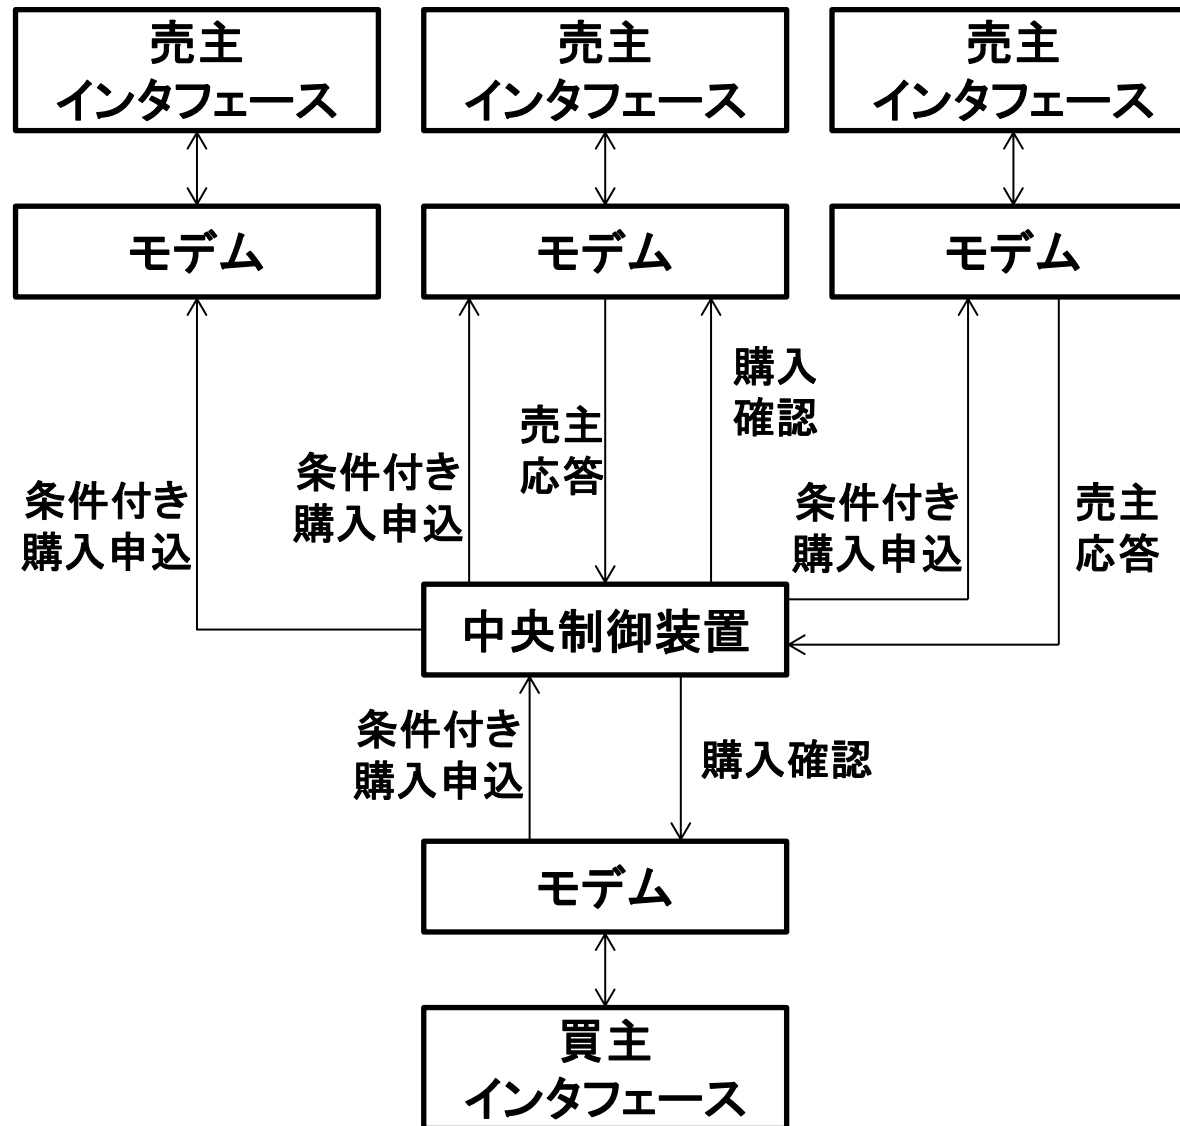 売主
インタフェース
売主
インタフェース
売主
インタフェース
モデム
モデム
モデム
条件付き
購入申込
条件付き
購入申込
売主
応答
購入
確認
条件付き
購入申込
売主
応答
中央制御装置
条件付き
購入申込
購入確認
モデム
買主
インタフェース